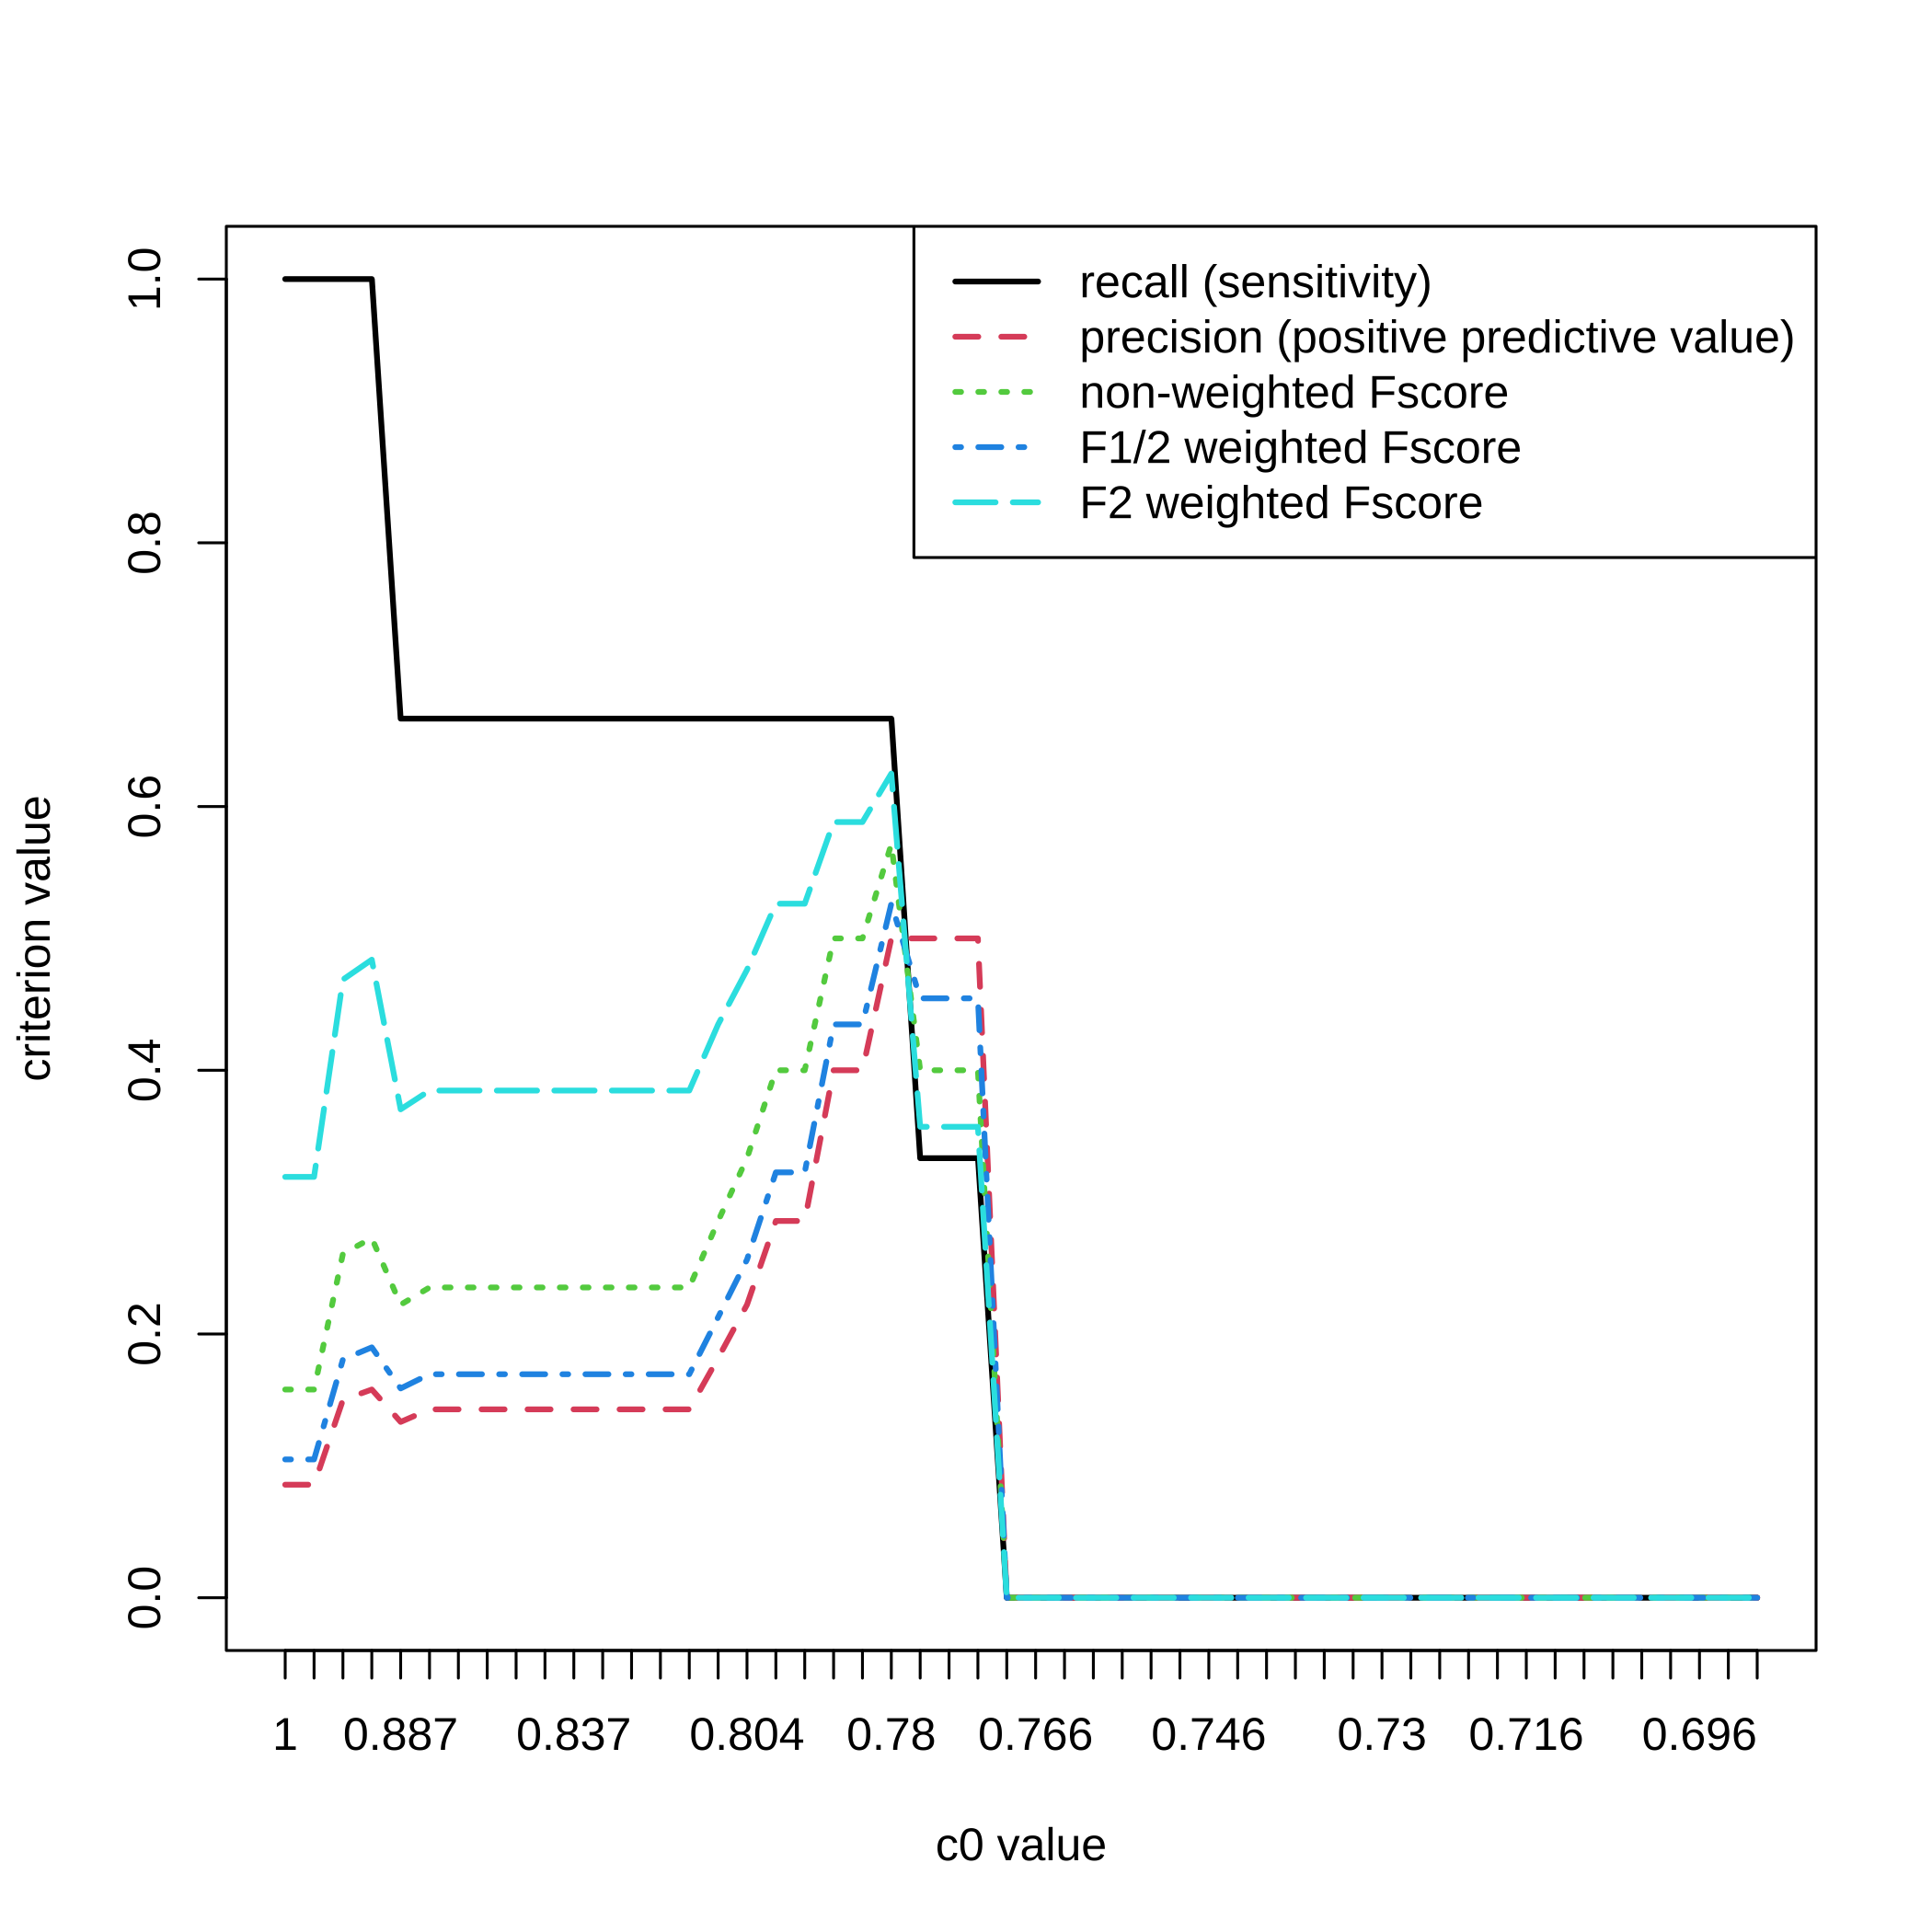 recall (sensitivity)
precision (positive predictive value)
non-weighted Fscore
F1/2 weighted Fscore
F2 weighted Fscore
criterion value
1.0
0.8
0.6
0.4
0.2
0.0
1 0.887 0.837 0.804 0.78 0.766 0.746 0.73 0.716 0.696
c0 value